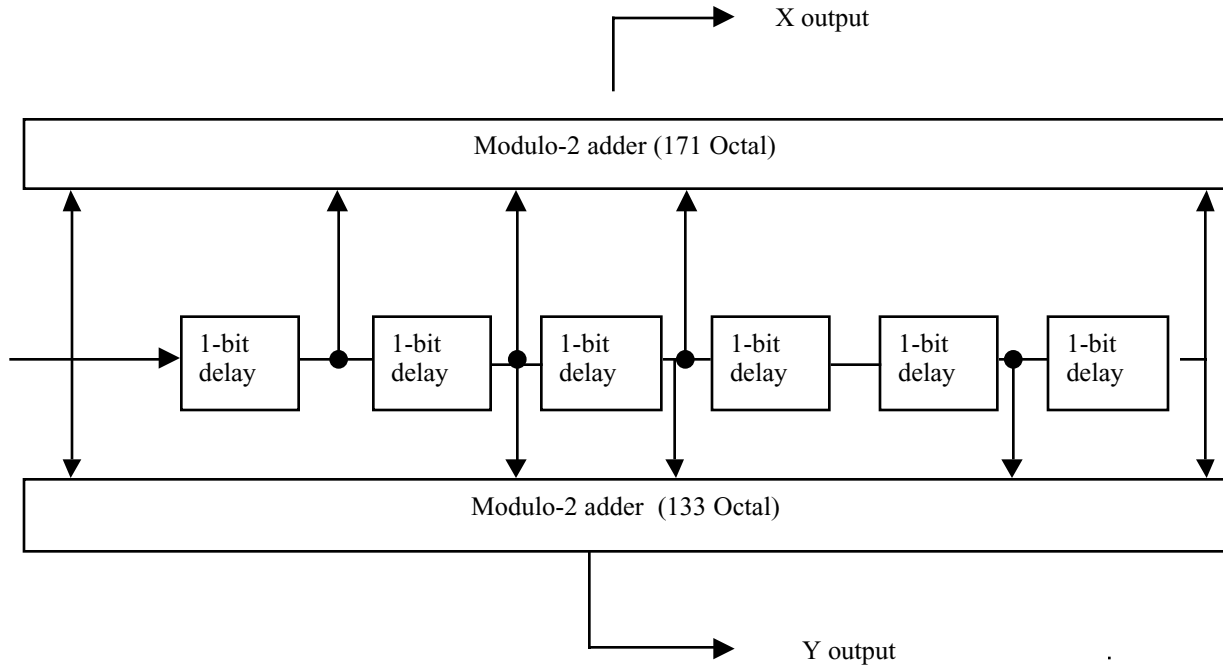 X output
Modulo-2 adder (171 Octal)
1-bit
delay
1-bit
delay
1-bit
delay
1-bit
delay
1-bit
delay
1-bit
delay
Modulo-2 adder (133 Octal)
Y output .